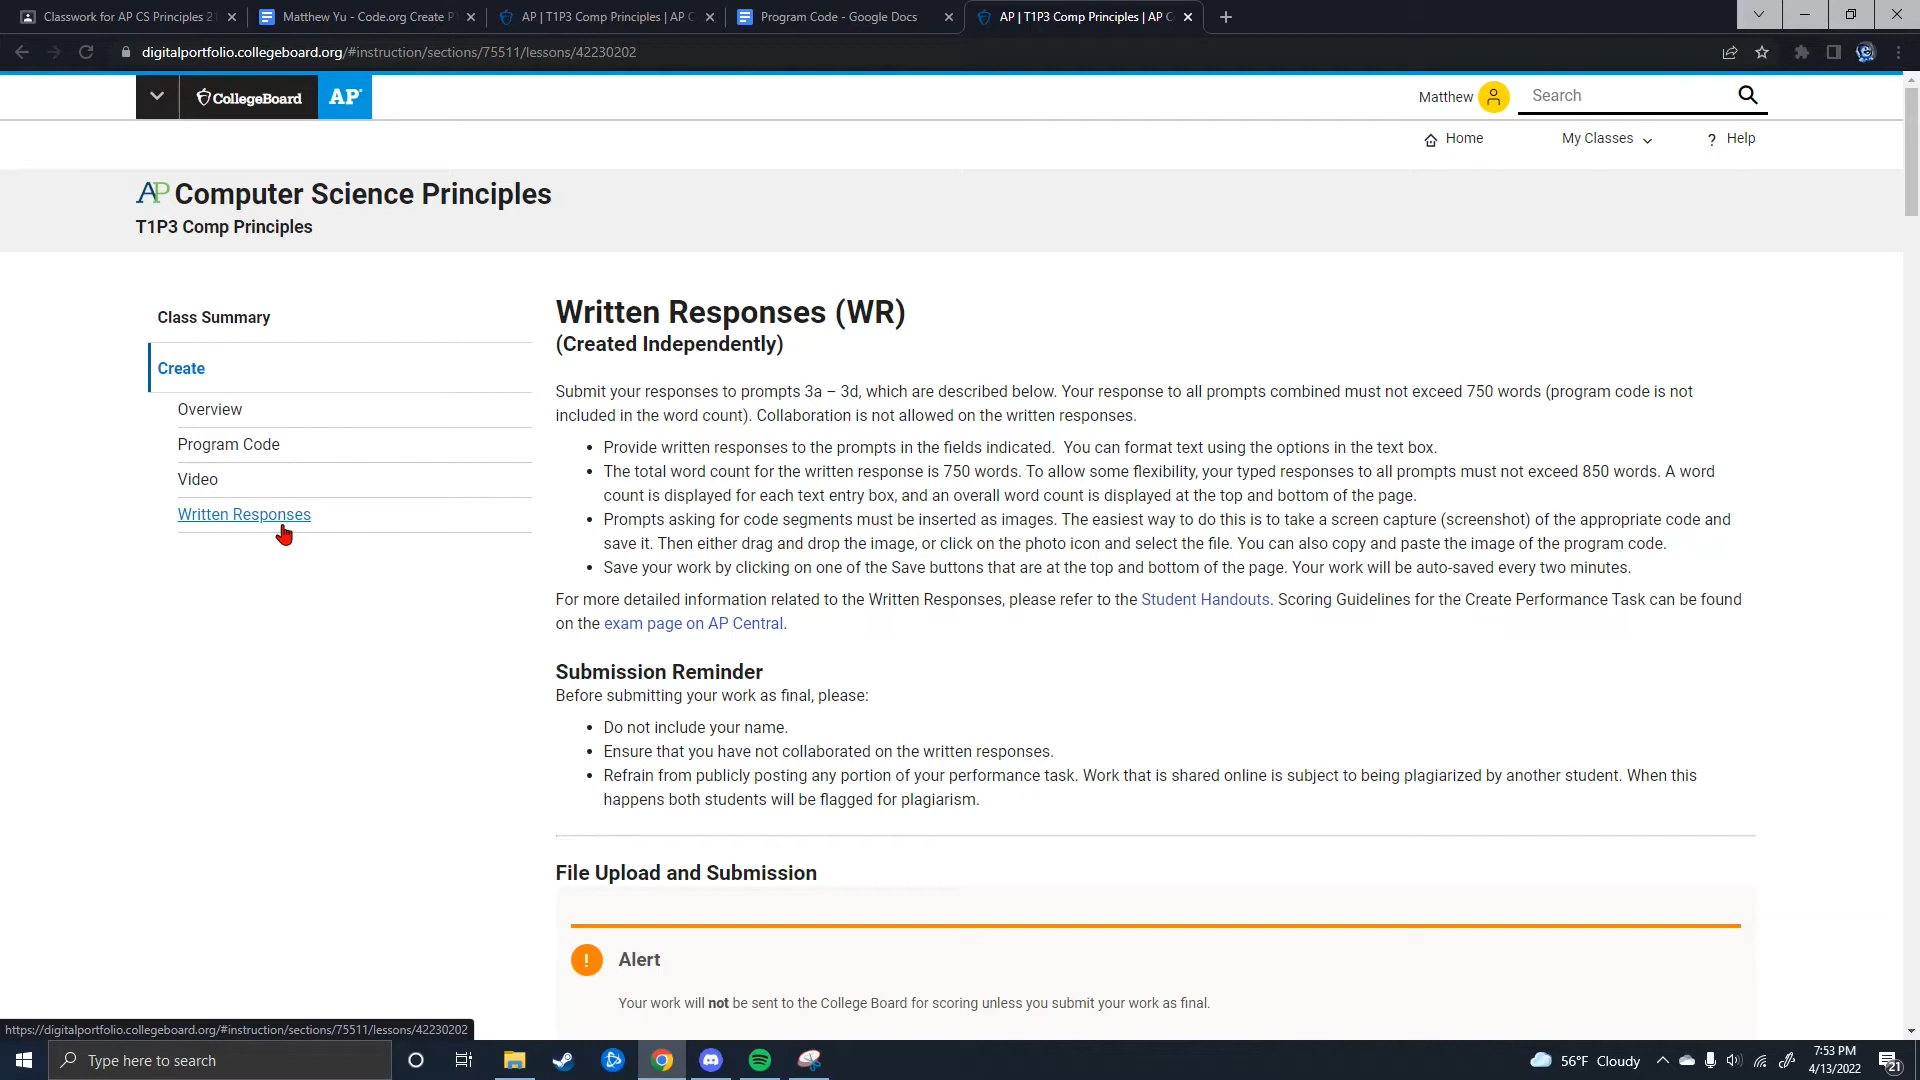 Classwork for AP CS Principles 21
Matthew Yu - Code.org Create PT
AP | T1P3 Comp Principles | AP C
Program Code - Google Docs
AP | T1P3 Comp Principles | AP C
digitalportfolio.collegeboard.org/#instruction/sections/75511/lessons/42230202
CollegeBoard
AP
Matthew
Search
Home
My Classes
? Help
AP Computer Science Principles
T1P3 Comp Principles
Class Summary
Create
Overview
Program Code
Video
Written Responses
Written Responses (WR)
(Created Independently)
Submit your responses to prompts 3a – 3d, which are described below. Your response to all prompts combined must not exceed 750 words (program code is not
included in the word count). Collaboration is not allowed on the written responses.
• Provide written responses to the prompts in the fields indicated.  You can format text using the options in the text box.
• The total word count for the written response is 750 words. To allow some flexibility, your typed responses to all prompts must not exceed 850 words. A word
count is displayed for each text entry box, and an overall word count is displayed at the top and bottom of the page.
• Prompts asking for code segments must be inserted as images. The easiest way to do this is to take a screen capture (screenshot) of the appropriate code and
save it. Then either drag and drop the image, or click on the photo icon and select the file. You can also copy and paste the image of the program code.
• Save your work by clicking on one of the Save buttons that are at the top and bottom of the page. Your work will be auto-saved every two minutes.
For more detailed information related to the Written Responses, please refer to the Student Handouts. Scoring Guidelines for the Create Performance Task can be found
on the exam page on AP Central.
Submission Reminder
Before submitting your work as final, please:
• Do not include your name.
• Ensure that you have not collaborated on the written responses.
• Refrain from publicly posting any portion of your performance task. Work that is shared online is subject to being plagiarized by another student. When this
happens both students will be flagged for plagiarism.
File Upload and Submission
! Alert
Your work will not be sent to the College Board for scoring unless you submit your work as final.
https://digitalportfolio.collegeboard.org/#instruction/sections/75511/lessons/42230202
Type here to search
56°F Cloudy
7:53 PM
4/13/2022
21